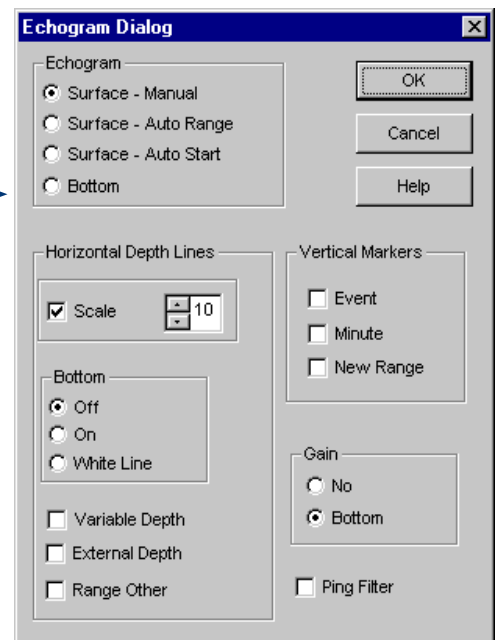 Echogram Dialog
Echogram
Surface - Manual
Surface - Auto Range
Surface - Auto Start
Bottom
OK
Cancel
Help
Horizontal Depth Lines
Scale
10
Bottom
Off
On
White Line
Variable Depth
External Depth
Range Other
Vertical Markers
Event
Minute
New Range
Gain
No
Bottom
Ping Filter